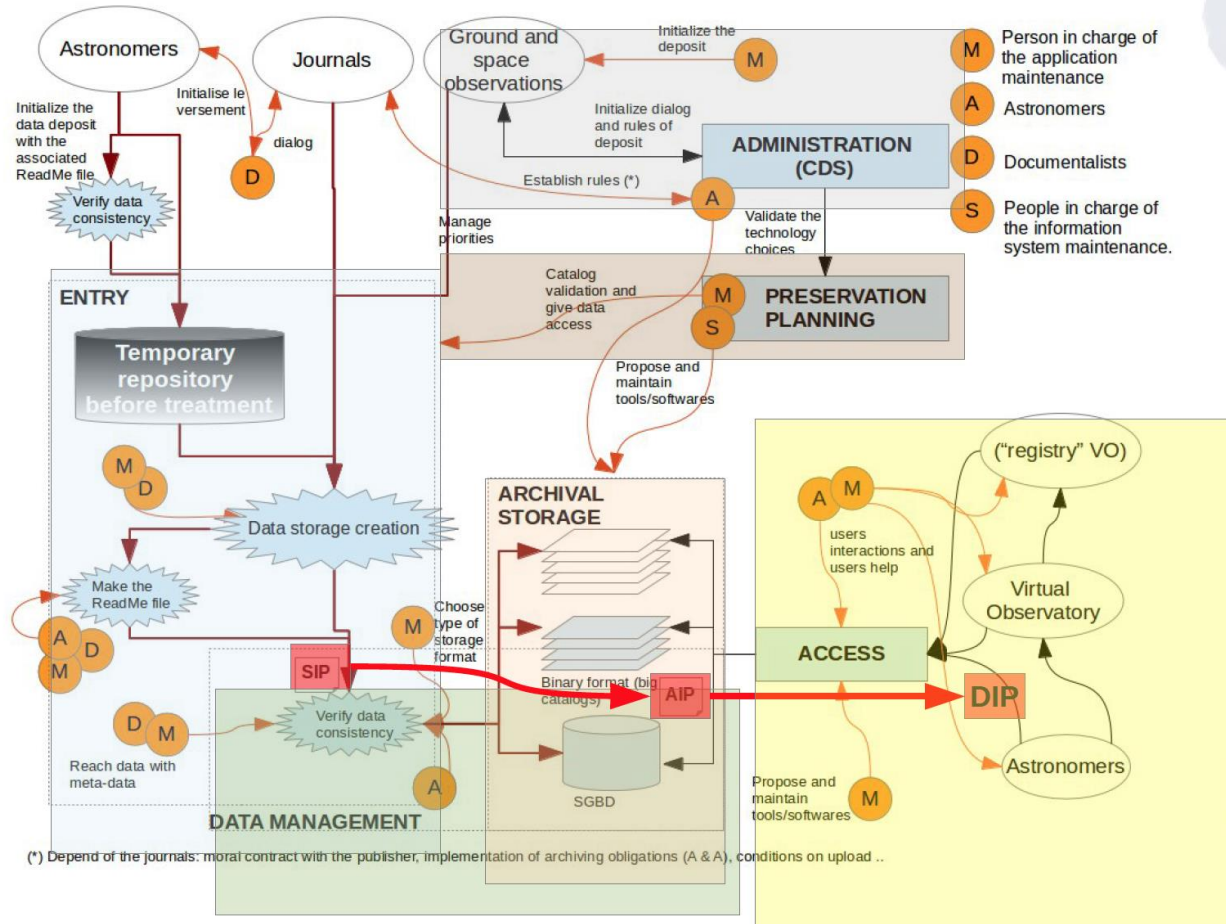 Astronomers
Journals
Ground and
space
observations
Initialize the
deposit
M
M
Person in charge of
the application
maintenance
A
Astronomers
D
Documentalists
S
People in charge of
the information
system maintenance.
Initialize the
data deposit
with the
associated
ReadMe file
Initialise le
versement
dialog
D
Initialize dialog
and rules of
deposit
ADMINISTRATION
(CDS)
Establish rules (*)
A
Verify data
consistency
Manage
priorities
Validate the
technology
choices
ENTRY
Catalog
validation and
give data
access
M
S
PRESERVATION
PLANNING
Temporary
repository
before treatment
Propose and
maintain
tools/softwares
M
D
Data storage creation
ARCHIVAL
STORAGE
A
M
users
interactions and
users help
("registry" VO)
Make the
ReadMe file
A
D
M
M
Choose
type of
storage
format
Virtual
Observatory
ACCESS
SIP
Binary format (big
catalogs)
AIP
DIP
D
M
Verify data
consistency
Reach data with
meta-data
A
SGBD
Propose and
maintain
tools/softwares
M
Astronomers
DATA MANAGEMENT
(*) Depend of the journals: moral contract with the publisher, implementation of archiving obligations (A & A), conditions on upload ..